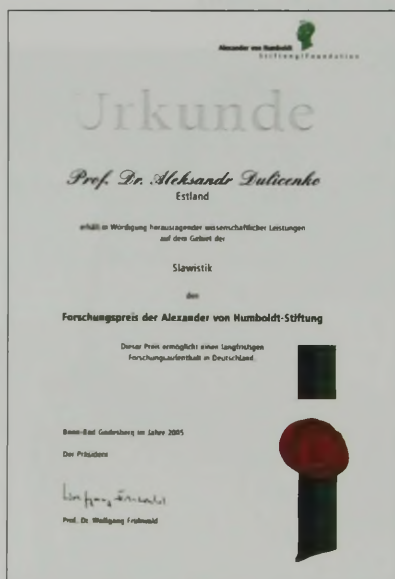 Alexander von Humboldt
Stiftung/Foundation
Urkunde
Prof. Dr. Aleksandr Dulicenko
Estland
erhält in Würdigung herausragender wissenschaftlicher Leistungen
auf dem Gebiet der
Slawistik
den
Forschungspreis der Alexander von Humboldt-Stiftung
Dieser Preis ermöglicht einen langfristigen
Forschungsaufenthalt in Deutschland.
Bonn-Bad Godesberg im Jahre 2005
Der Präsident
Wolfgang Frühwald
Prof. Dr. Wolfgang Frühwald